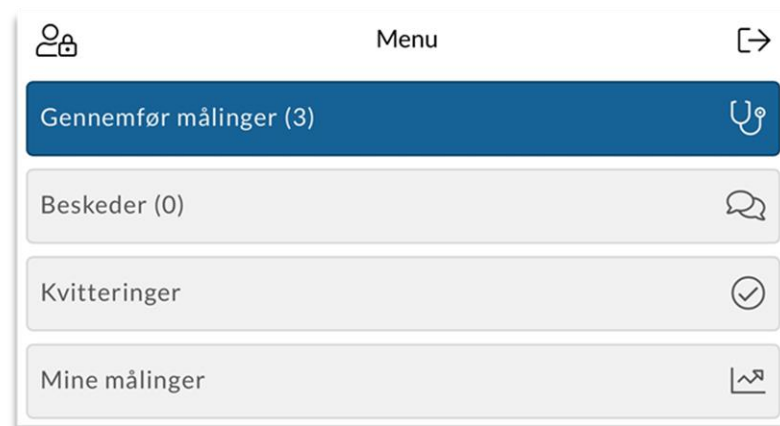 Menu
Gennemfør målinger (3)
Beskeder (0)
Kvitteringer
Mine målinger